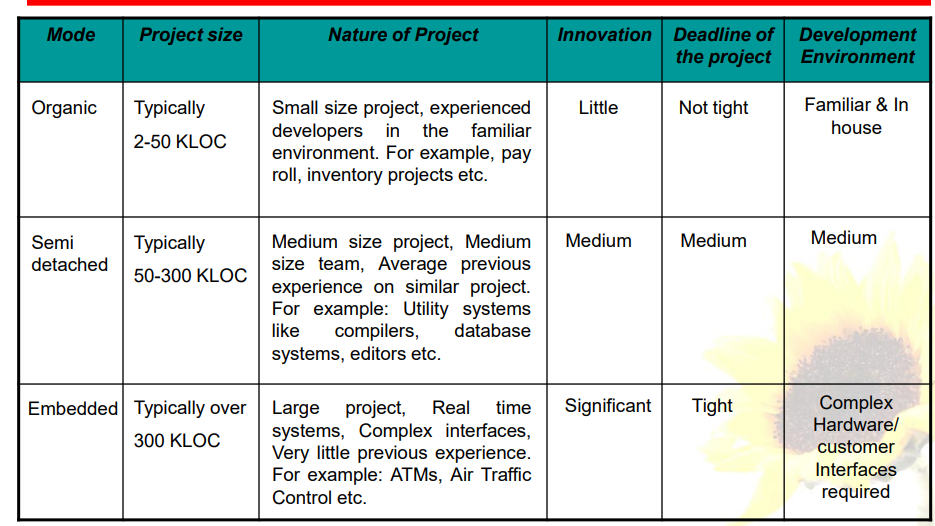 Mode
Project size
Nature of Project
Innovation
Deadline of
the project
Development
Environment
Organic
Typically
2-50 KLOC
Small size project, experienced
developers in the familiar
environment. For example, pay
roll, inventory projects etc.
Little
Not tight
Familiar & In
house
Semi
detached
Typically
50-300 KLOC
Medium size project, Medium
size team, Average previous
experience on similar project.
For example: Utility systems
like compilers, database
systems, editors etc.
Medium
Medium
Medium
Embedded
Typically over
300 KLOC
Large project, Real time
systems, Complex interfaces,
Very little previous experience.
For example: ATMs, Air Traffic
Control etc.
Significant
Tight
Complex
Hardware/
customer
Interfaces
required